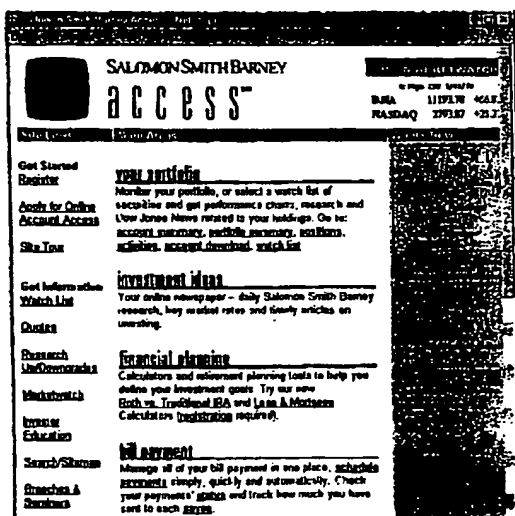 SALOMON SMITH BARNEY
access
Main Areas
Get Started
Register
Apply for Online
Account Access
Site Tour
Get Information
Watch List
Quotes
Research
Up/Downgrades
Marketwatch
Investor
Education
Search/Sitemap
Branches &
Seminars
DJIA
NASDAQ
your portfolio
Monitor your portfolio, or select a watch list of
securities and get performance charts, research and
Dow Jones News related to your holdings. Go to:
account summary, portfolio summary, positions,
activities, account download, watch list
investment ideas
Your online newspaper – daily Salomon Smith Barney
research, key market rates and timely articles on
investing.
financial planning
Calculators and retirement planning tools to help you
define your investment goals. Try our new
Roth vs. Traditional IRA and Loan & Mortgage
Calculators (registration required).
bill payment
Manage all of your bill payment in one place, schedule
payments simply, quickly and automatically. Check
your payments' status and track how much you have
sent to each payee.